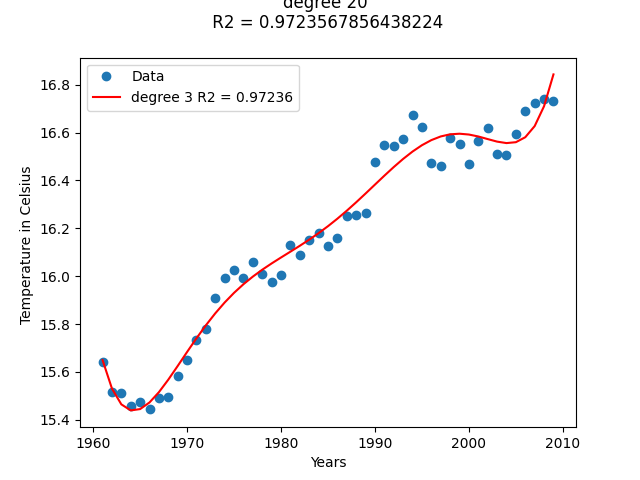 degree 20
R2 = 0.9723567856438224
Data
degree 3 R2 = 0.97236
Temperature in Celsius
16.8
16.6
16.4
16.2
16.0
15.8
15.6
15.4
1960 1970 1980 1990 2000 2010
Years